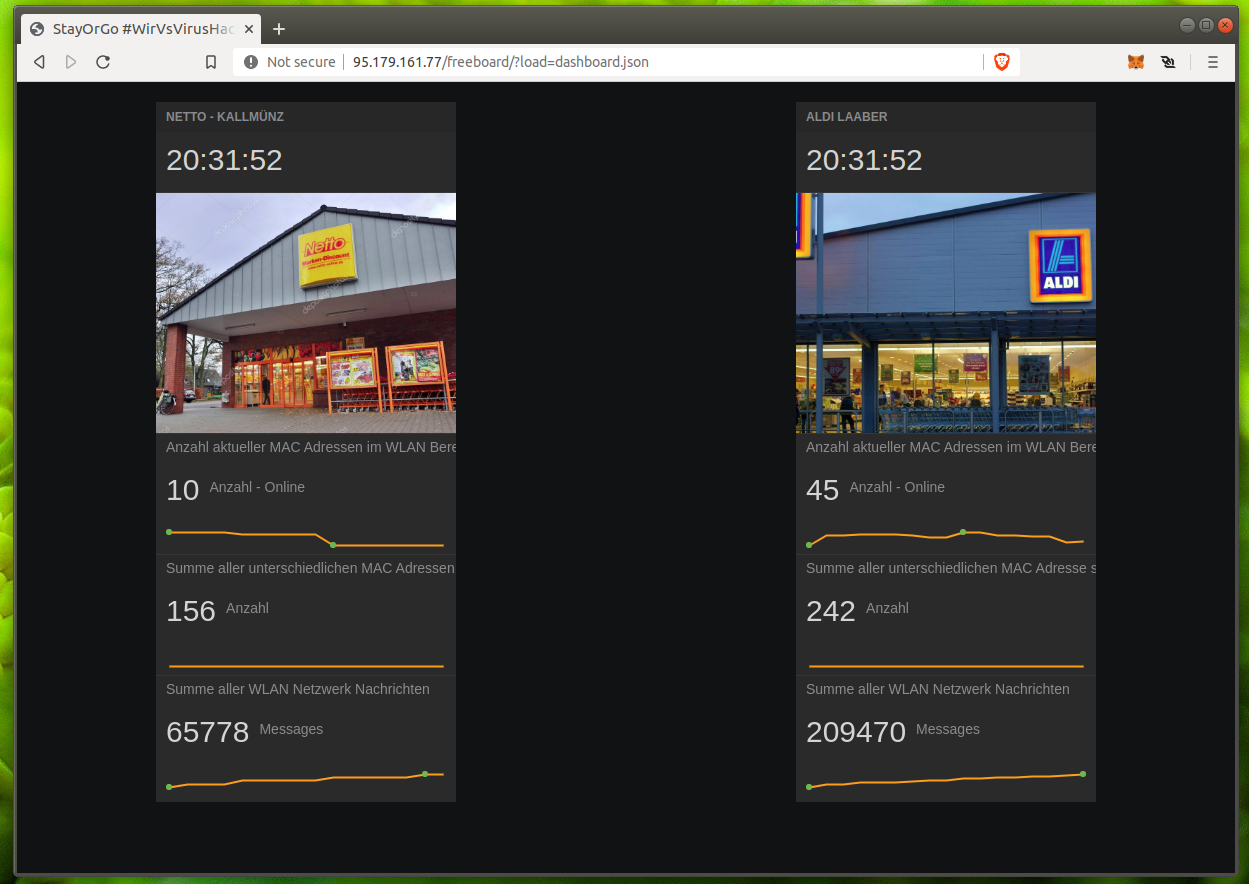 StayOrGo #WirVsVirusHac
Not secure
95.179.161.77/freeboard/?load=dashboard.json
NETTO - KALLMÜNZ
20:31:52
Netto
Marken-Discount
Anzahl aktueller MAC Adressen im WLAN Bere
10 Anzahl - Online
Summe aller unterschiedlichen MAC Adressen
156 Anzahl
Summe aller WLAN Netzwerk Nachrichten
65778 Messages
ALDI LAABER
20:31:52
ALDI
Anzahl aktueller MAC Adressen im WLAN Bere
45 Anzahl - Online
Summe aller unterschiedlichen MAC Adresse s
242 Anzahl
Summe aller WLAN Netzwerk Nachrichten
209470 Messages